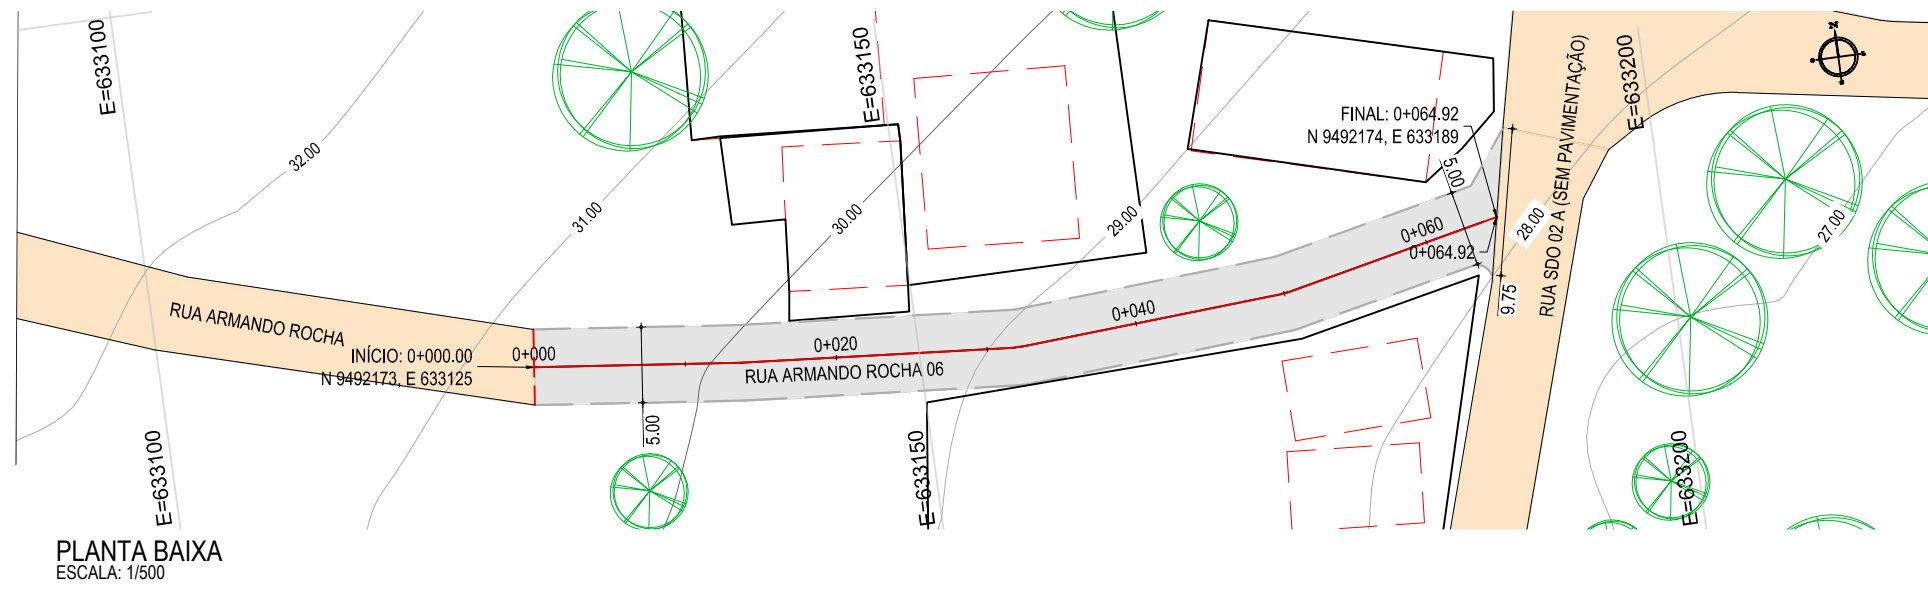 E=633100
E=633150
E=633200
32.00
31.00
30.00
29.00
28.00
27.00
FINAL: 0+064.92
N 9492174, E 633189
5.00
RUA SDO 02 A (SEM PAVIMENTAÇÃO)
0+060
0+064.92
9.75
RUA ARMANDO ROCHA
INÍCIO: 0+000.00
N 9492173, E 633125
0+000
0+020
0+040
RUA ARMANDO ROCHA 06
5.00
E=633100
E=633150
E=633200
PLANTA BAIXA
ESCALA: 1/500